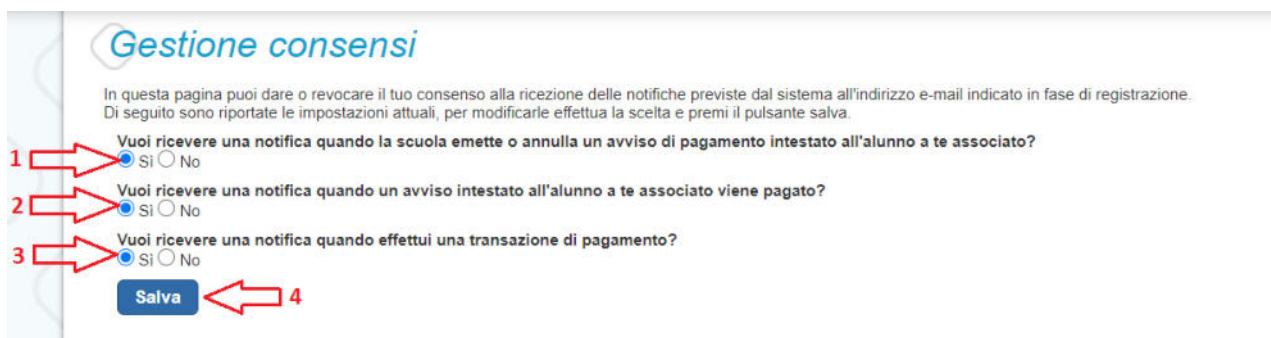 Gestione consensi
In questa pagina puoi dare o revocare il tuo consenso alla ricezione delle notifiche previste dal sistema all'indirizzo e-mail indicato in fase di registrazione.
Di seguito sono riportate le impostazioni attuali, per modificarle effettua la scelta e premi il pulsante salva.
Vuoi ricevere una notifica quando la scuola emette o annulla un avviso di pagamento intestato all'alunno a te associato?
1 Sì No
Vuoi ricevere una notifica quando un avviso intestato all'alunno a te associato viene pagato?
2 Sì No
Vuoi ricevere una notifica quando effettui una transazione di pagamento?
3 Sì No
Salva 4